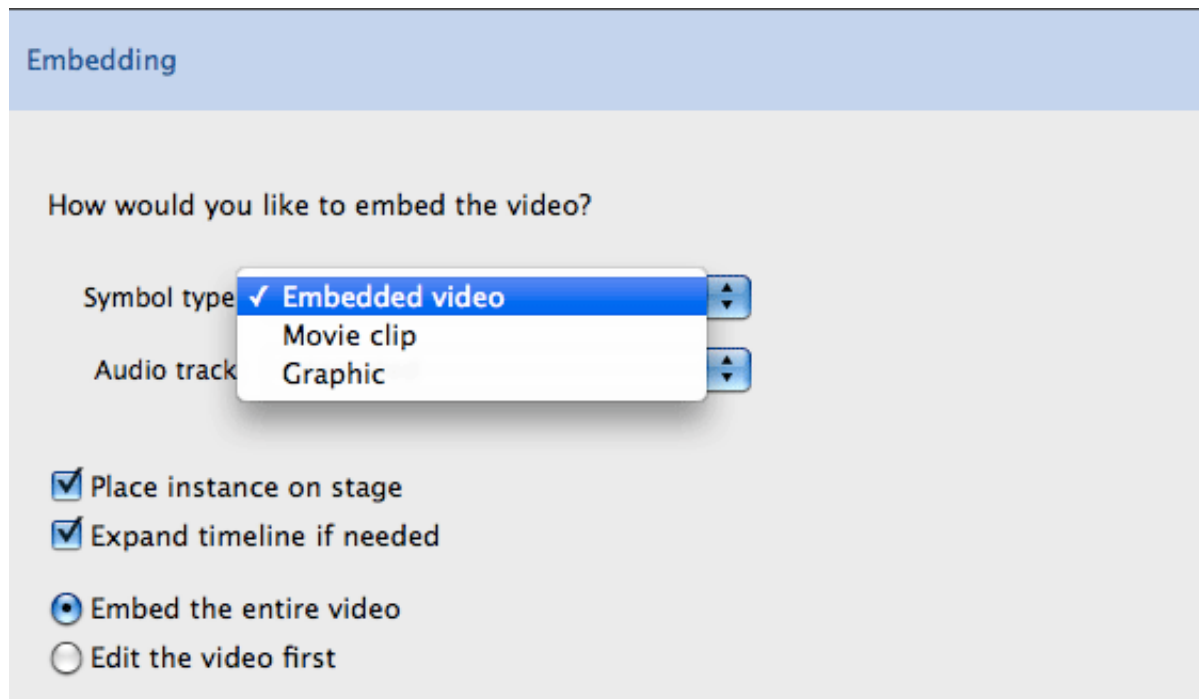 Embedding
How would you like to embed the video?
Symbol type ✓ Embedded video
Movie clip
Audio track
Graphic
Place instance on stage
Expand timeline if needed
Embed the entire video
Edit the video first